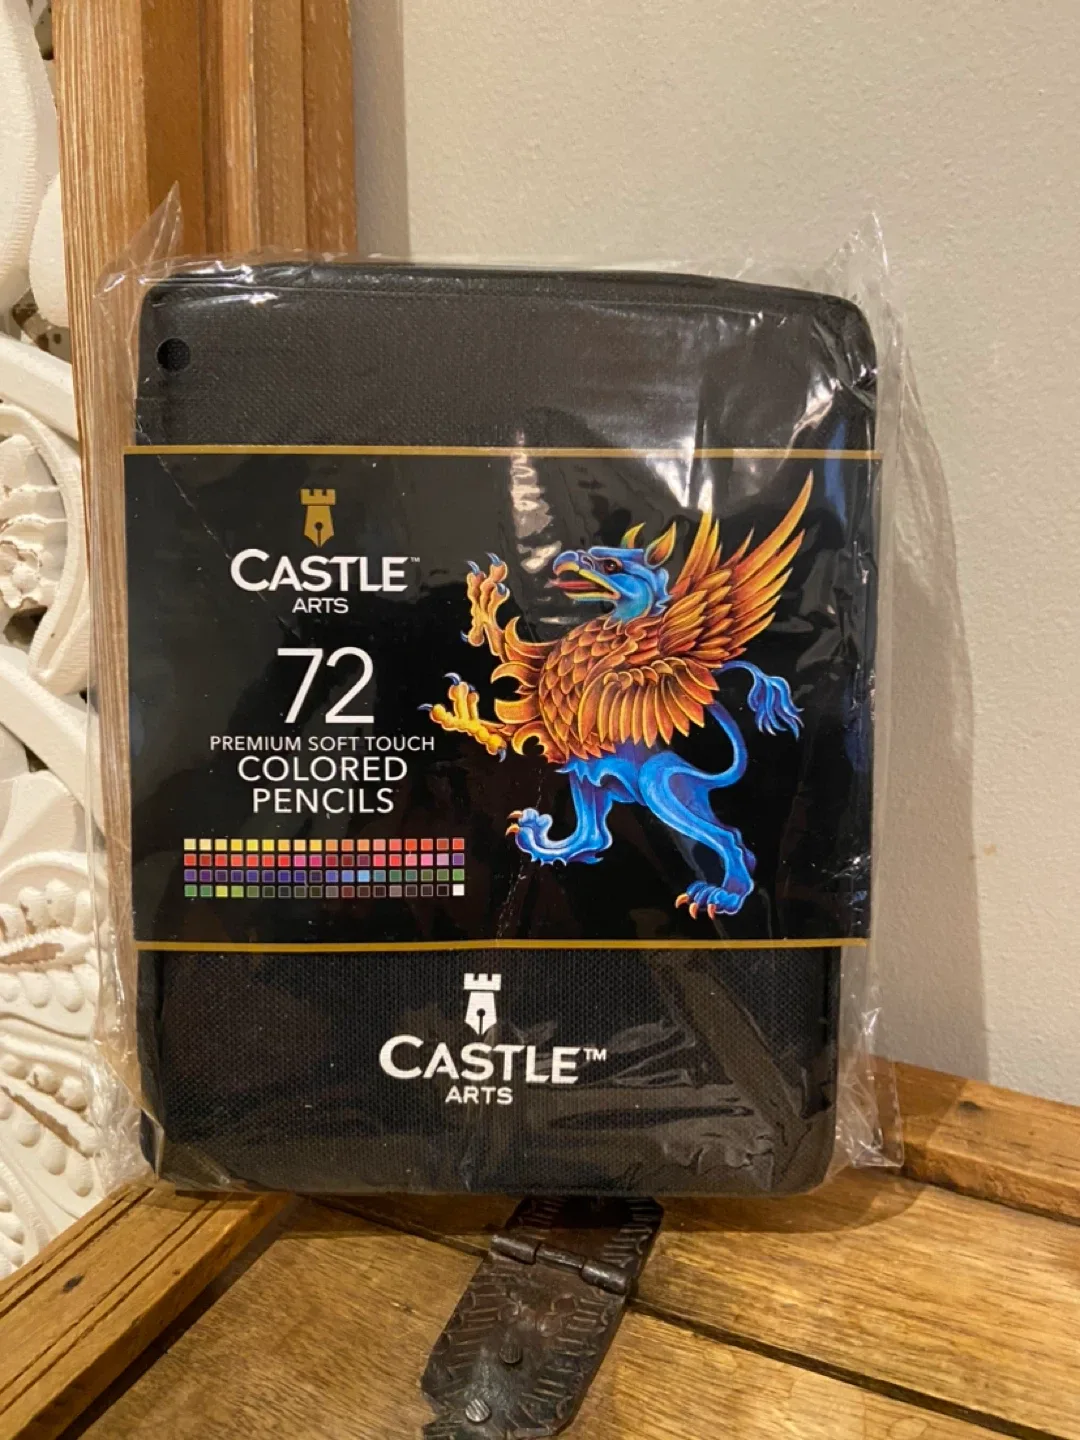 CASTLE™
ARTS
72
PREMIUM SOFT TOUCH
COLORED
PENCILS
CASTLE™
ARTS